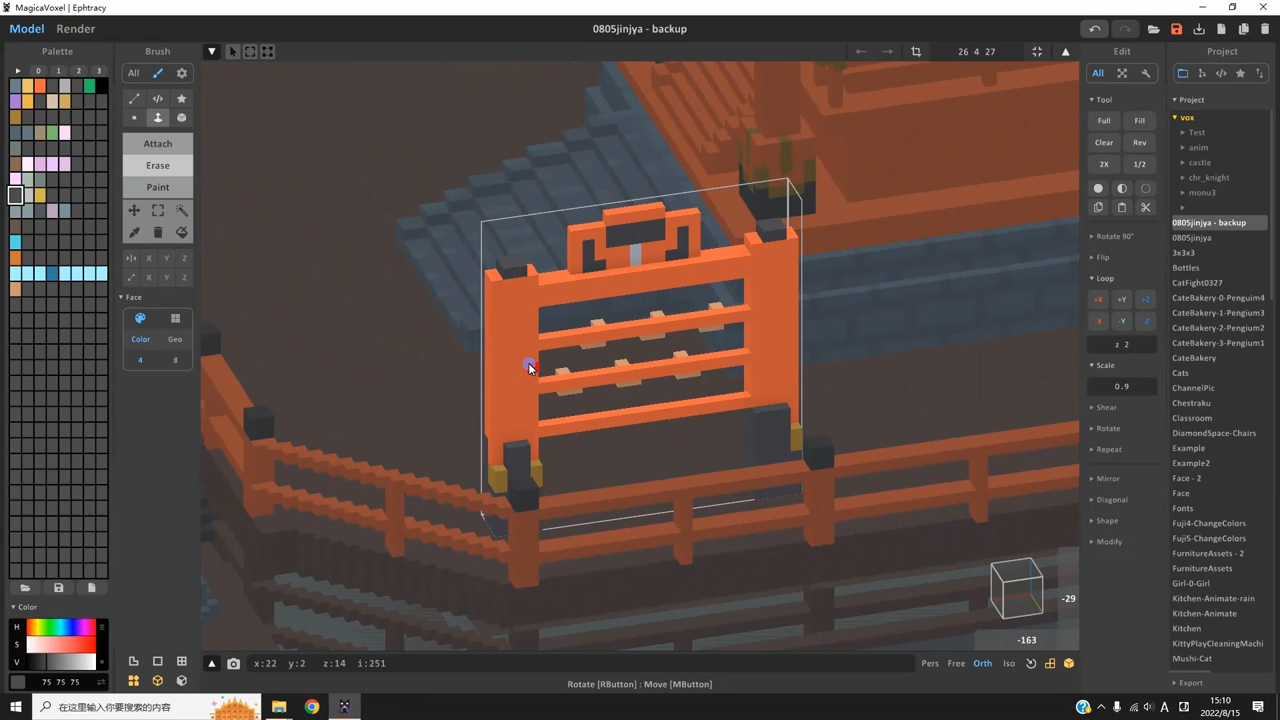 MagicaVoxel | Ephtracy
Model Render
0805jinjya - backup
Palette
0 1 2 3
Color
H
S
V
75 75 75
Brush
All
Attach
Erase
Paint
X Y Z
X Y Z
Face
Color Geo
4 8
26 4 27
-29
-163
x:22 y:2 z:14 i:251
Pers Free Orth Iso
Rotate [RButton] : Move [MButton]
Edit
All
Tool
Full Fill
Clear Rev
2X 1/2
Rotate 90°
Flip
Loop
+X +Y +Z
-X -Y -Z
z 2
Scale
0.9
Shear
Rotate
Repeat
Mirror
Diagonal
Shape
Modify
Project
Project
vox
Test
anim
castle
chr_knight
monu3
0805jinjya - backup
0805jinjya
3x3x3
Bottles
CatFight0327
CateBakery-0-Penguim4
CateBakery-1-Penguim3
CateBakery-2-Penguim2
CateBakery-3-Penguim1
CateBakery
Cats
ChannelPic
Chestraku
Classroom
DiamondSpace-Chairs
Example
Example2
Face - 2
Face
Fonts
Fuji4-ChangeColors
Fuji5-ChangeColors
FurnitureAssets - 2
FurnitureAssets
Girl-0-Girl
Kitchen-Animate-rain
Kitchen-Animate
Kitchen
KittyPlayCleaningMachi
Mushi-Cat
Export
在这里输入你要搜索的内容
A
15:10
2022/8/15